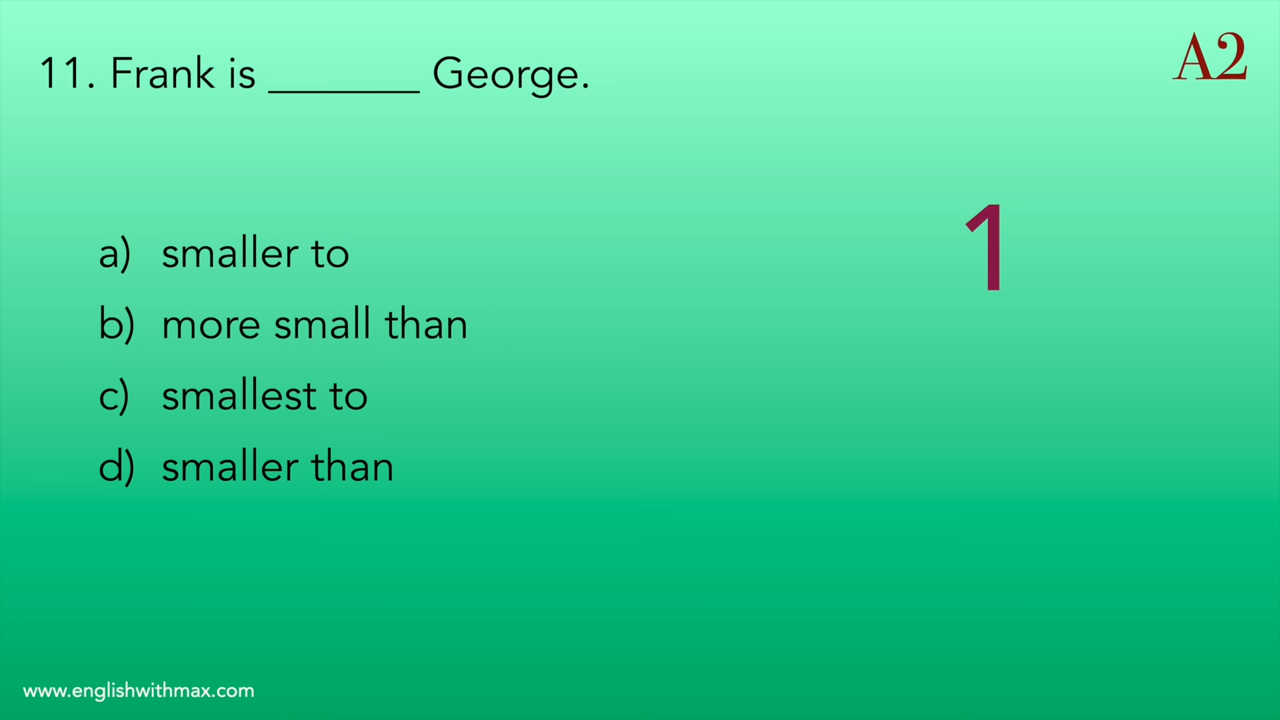 11. Frank is _______ George.
A2
1
a) smaller to
b) more small than
c) smallest to
d) smaller than
www.englishwithmax.com